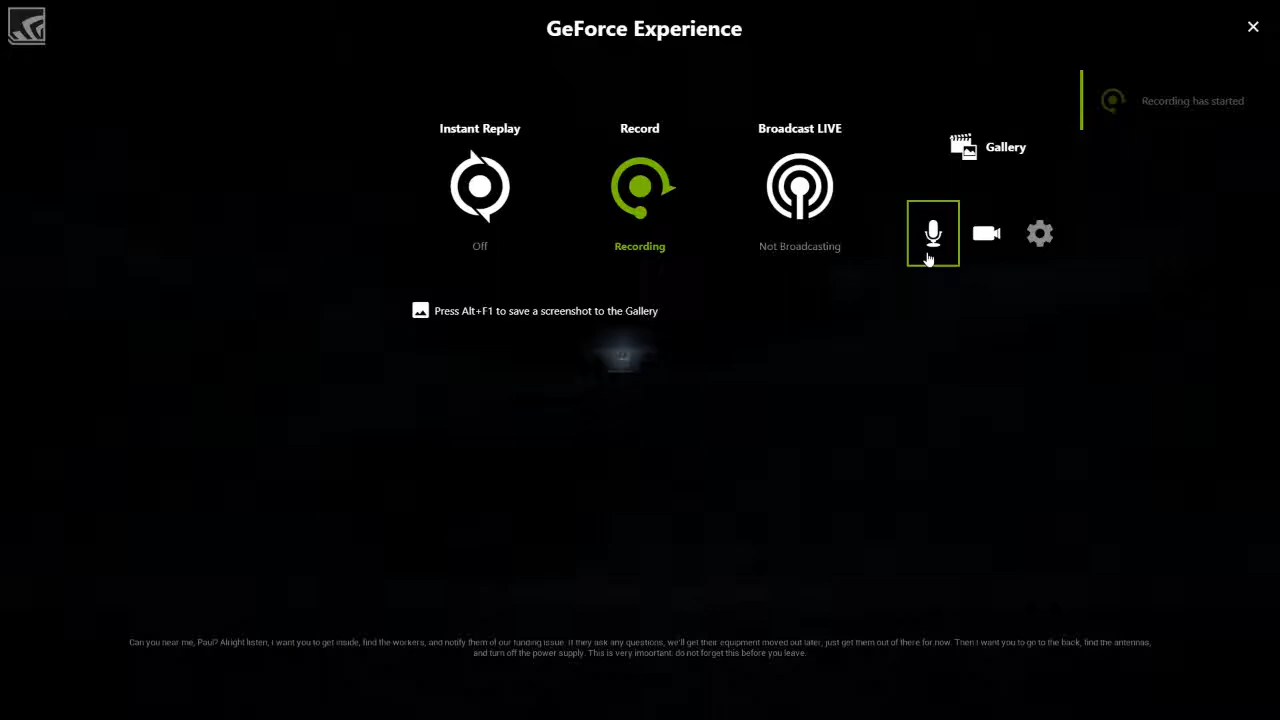 GeForce Experience
Recording has started
Instant Replay
Record
Broadcast LIVE
Gallery
Off
Recording
Not Broadcasting
Press Alt+F1 to save a screenshot to the Gallery
Can you hear me, Paul? Alright listen, I want you to get inside, find the workers, and notify them of our funding issue. If they ask any questions, we'll get their equipment moved out later, just get them out of there for now. Then I want you to go to the back, find the antennas,
and turn off the power supply. This is very important: do not forget this before you leave.